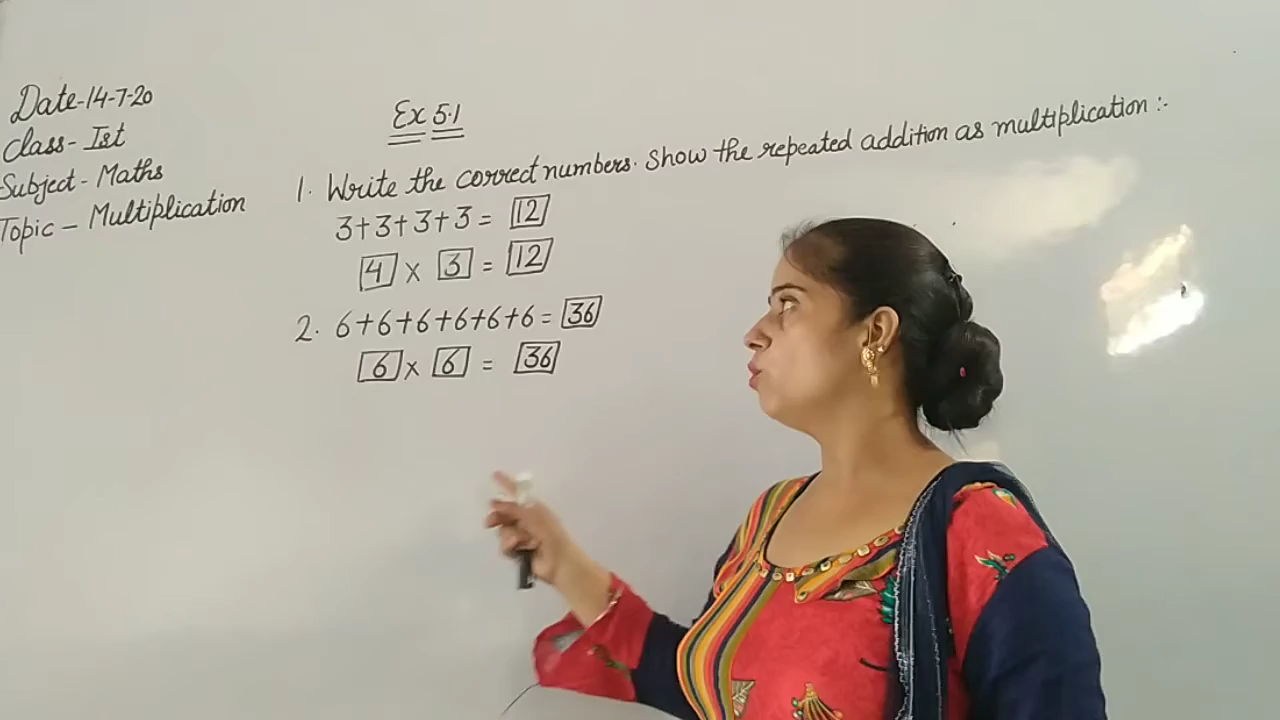 Date-14-7-20
Class- Ist
Subject- Maths
Topic - Multiplication
Ex 5.1
1. Write the correct numbers. Show the repeated addition as multiplication :-
3+3+3+3 = 12
4 × 3 = 12
2. 6+6+6+6+6+6 = 36
6 × 6 = 36